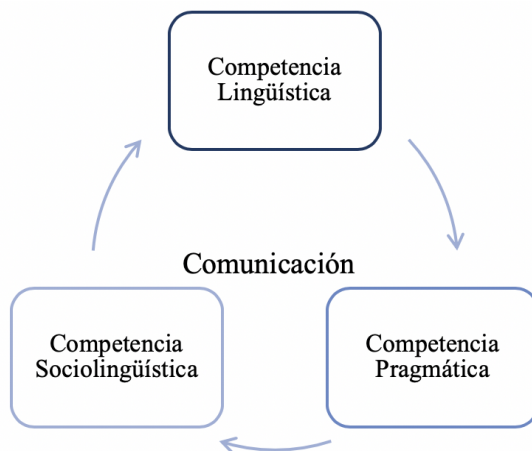 Competencia
Lingüística
Comunicación
Competencia
Sociolingüística
Competencia
Pragmática